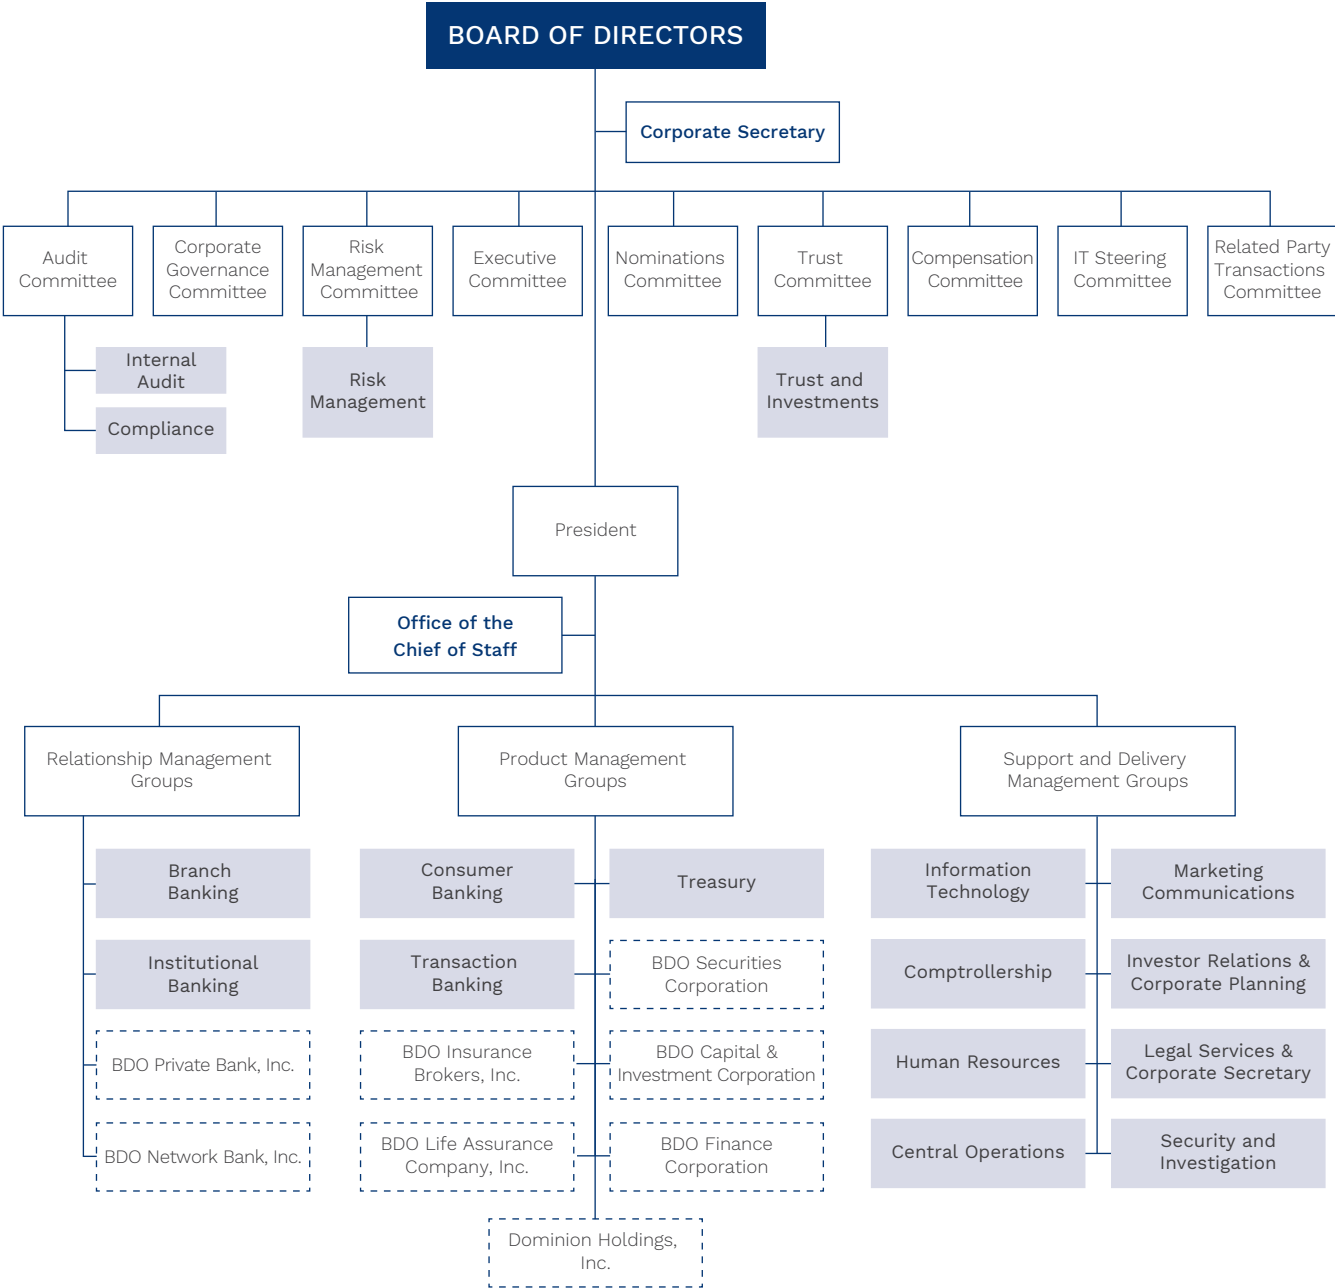 BOARD OF DIRECTORS
Corporate Secretary
Audit
Committee
Corporate
Governance
Committee
Risk
Management
Committee
Executive
Committee
Nominations
Committee
Trust
Committee
Compensation
Committee
IT Steering
Committee
Related Party
Transactions
Committee
Internal
Audit
Compliance
Risk
Management
Trust and
Investments
President
Office of the
Chief of Staff
Relationship Management
Groups
Product Management
Groups
Support and Delivery
Management Groups
Branch
Banking
Institutional
Banking
BDO Private Bank, Inc.
BDO Network Bank, Inc.
Consumer
Banking
Treasury
Transaction
Banking
BDO Securities
Corporation
BDO Insurance
Brokers, Inc.
BDO Capital &
Investment Corporation
BDO Life Assurance
Company, Inc.
BDO Finance
Corporation
Dominion Holdings,
Inc.
Information
Technology
Marketing
Communications
Comptrollership
Investor Relations &
Corporate Planning
Human Resources
Legal Services &
Corporate Secretary
Central Operations
Security and
Investigation